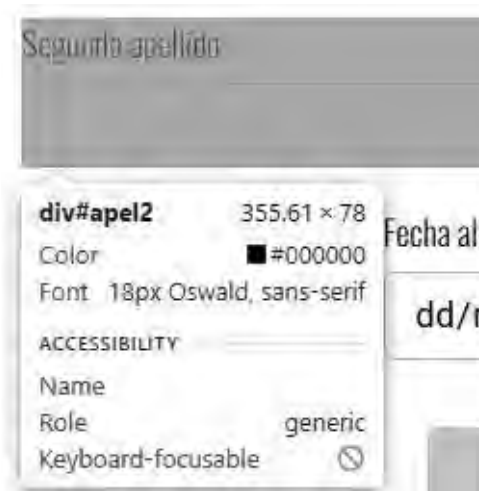 Segundo apellido
div#apel2 355.61 × 78
Color #000000
Font 18px Oswald, sans-serif
ACCESSIBILITY
Name
Role generic
Keyboard-focusable
Fecha al
dd/